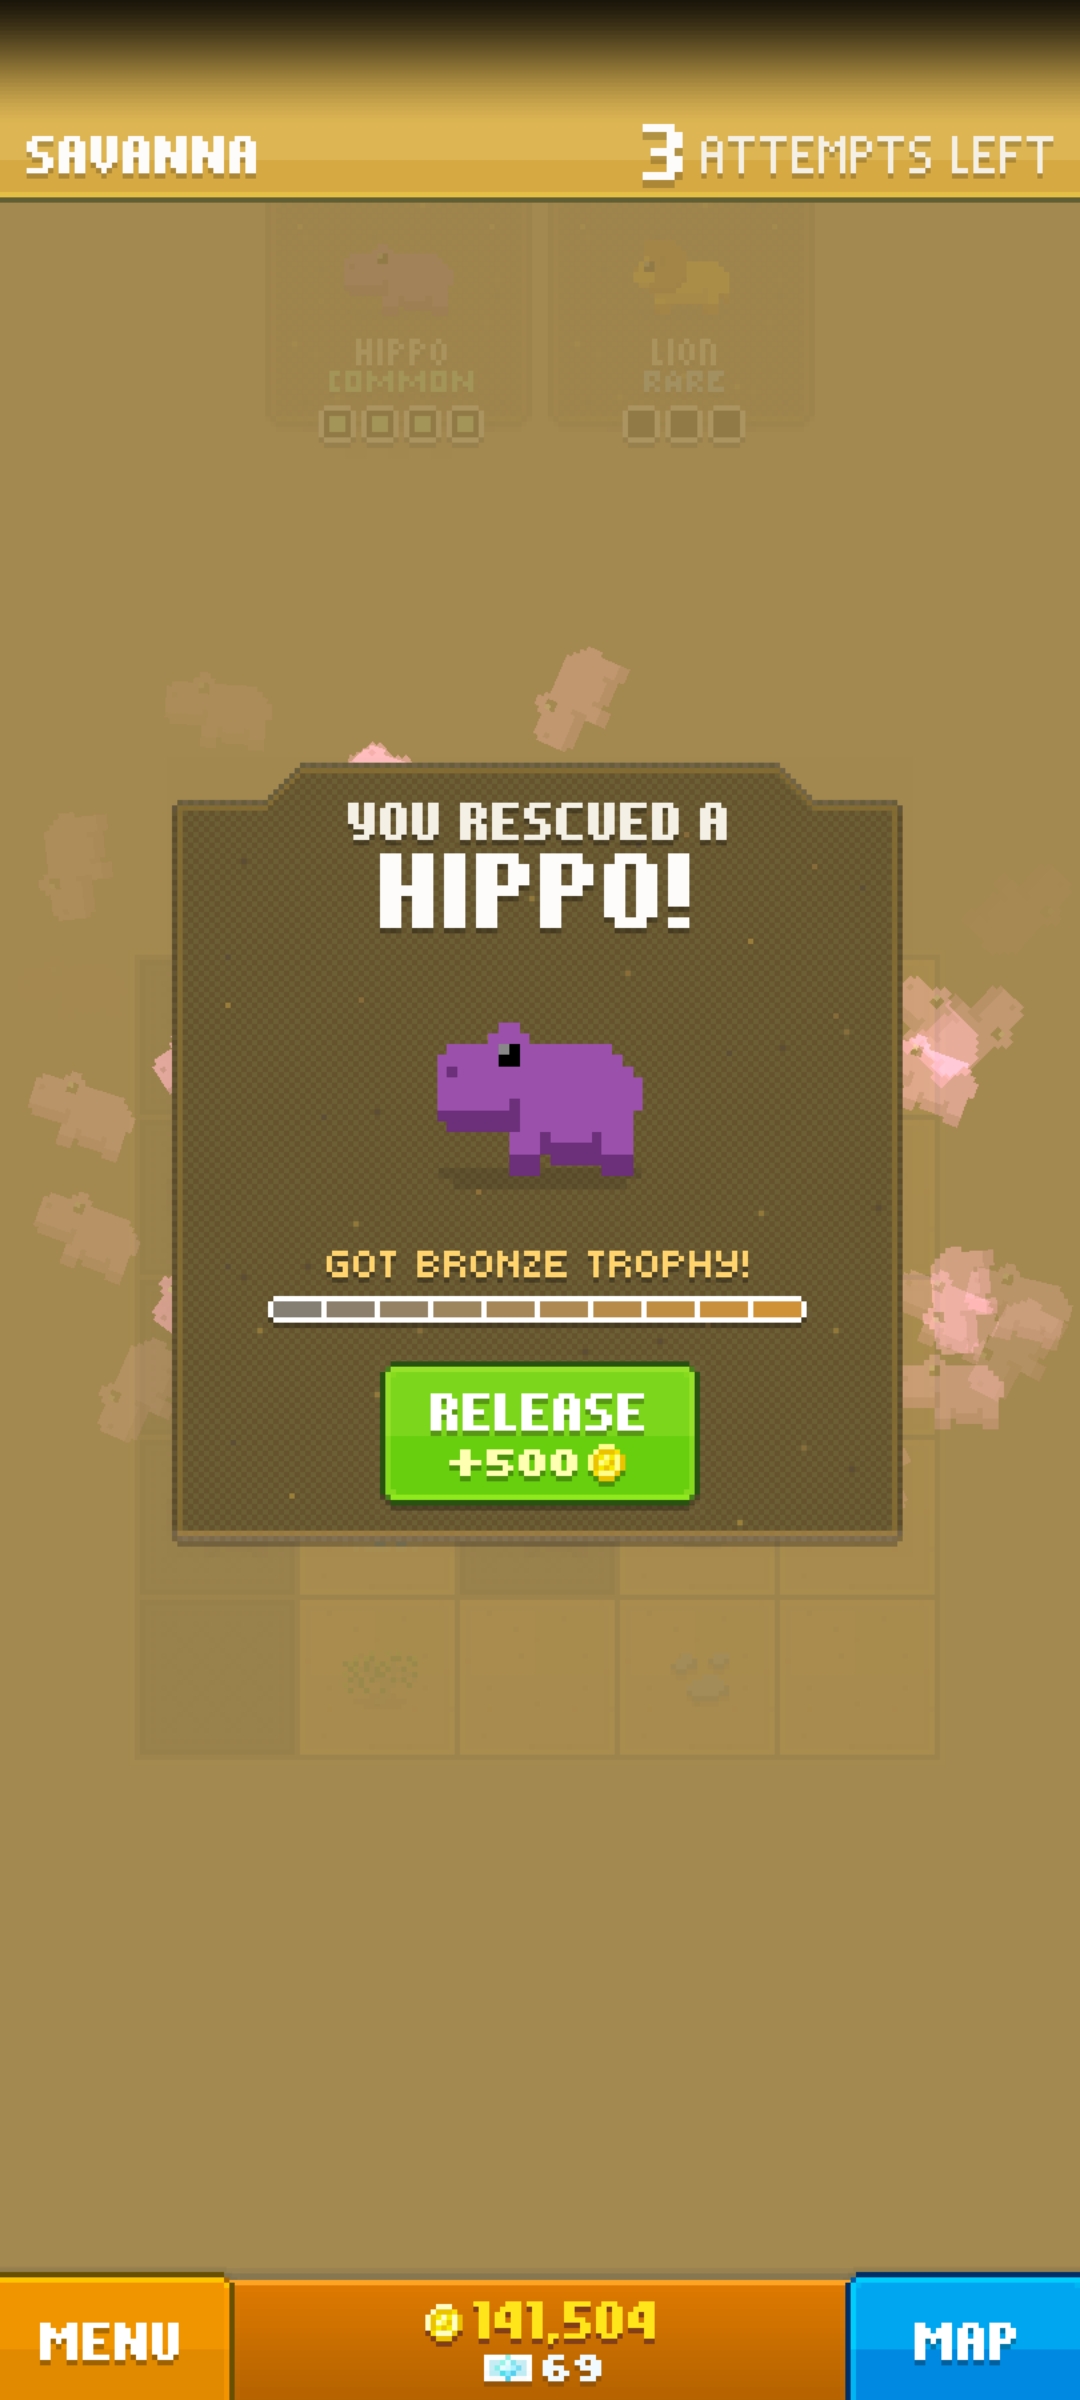 SAVANNA
3 ATTEMPTS LEFT
HIPPO
COMMON
LION
RARE
YOU RESCUED A
HIPPO!
GOT BRONZE TROPHY!
RELEASE
+500
MENU
141,504
69
MAP